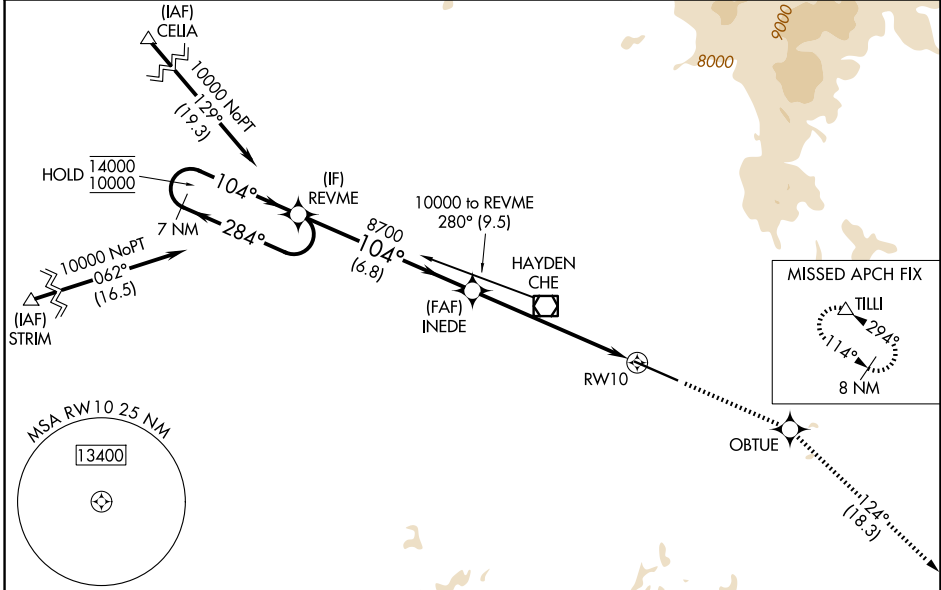 (IAF)
CELIA
10000 NoPT
129°
(19.3)
9000
8000
HOLD 14000
10000
104°
(IF)
REVME
7 NM
284°
10000 to REVME
280° (9.5)
8700
104°
(6.8)
HAYDEN
CHE
10000 NoPT
062°
(16.5)
(IAF)
STRIM
(FAF)
INEDE
MISSED APCH FIX
TILLI
294°
114°
8 NM
RW10
OBTUE
MSA RW10 25 NM
13400
124°
(18.3)